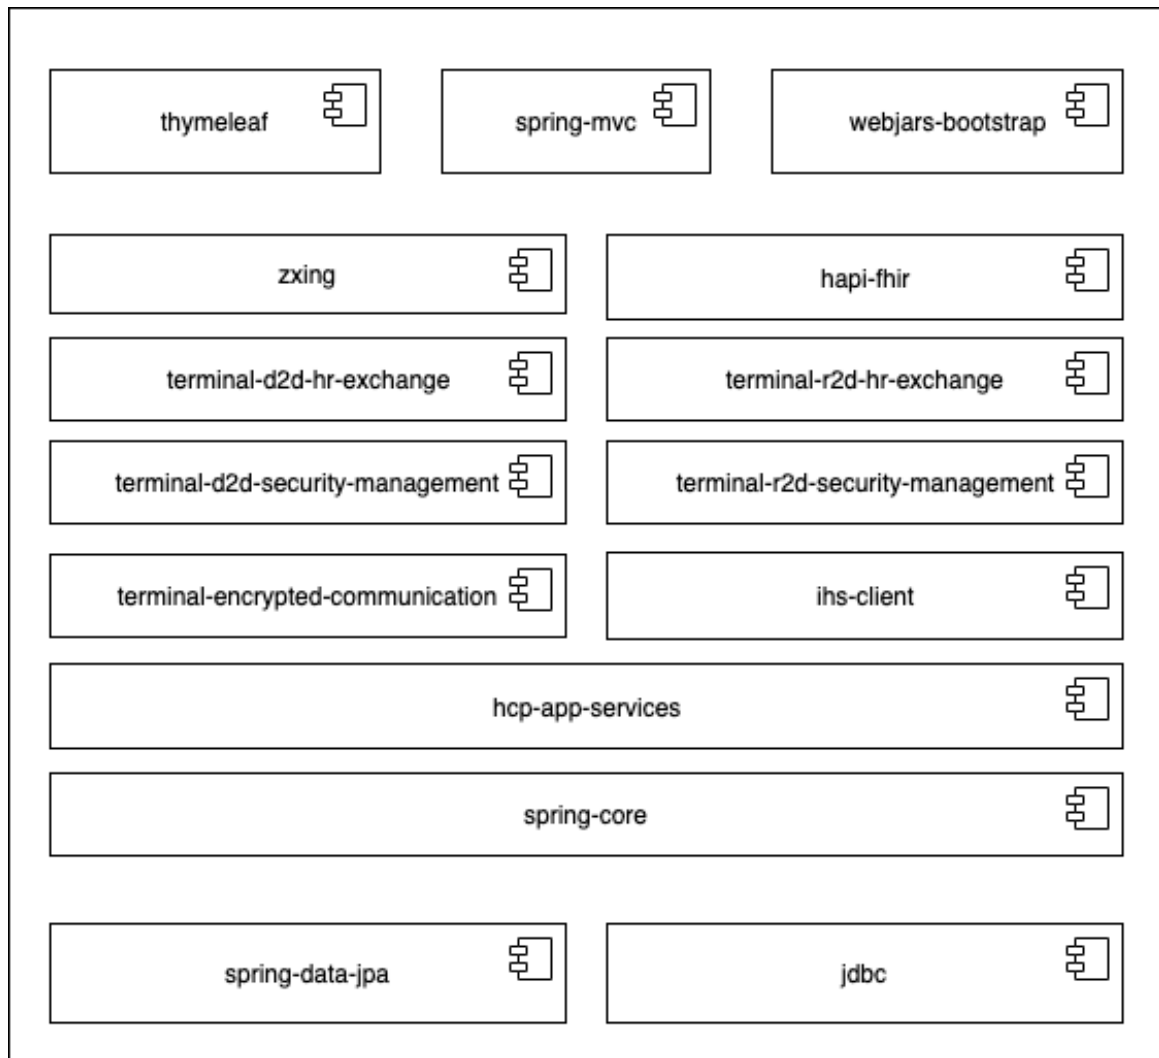 thymeleaf
spring-mvc
webjars-bootstrap
zxing
hapi-fhir
terminal-d2d-hr-exchange
terminal-r2d-hr-exchange
terminal-d2d-security-management
terminal-r2d-security-management
terminal-encrypted-communication
ihs-client
hcp-app-services
spring-core
spring-data-jpa
jdbc